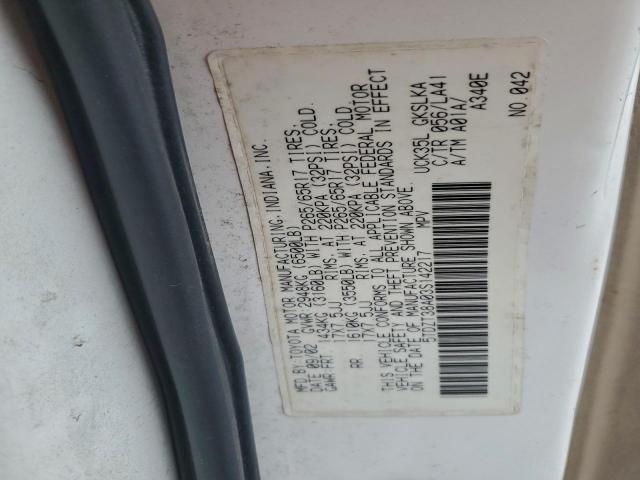 MFD. BY TOYOTA MOTOR MANUFACTURING, INDIANA, INC.
DATE 09/02 GVWR 2948KG (6500LB)
GAWR FRT 1434KG (3160LB) WITH P265/65R17 TIRES.
17X7.5JJ RIMS. AT 220KPA (32PSI) COLD.
RR 1610KG (3550LB) WITH P265/65R17 TIRES.
17X7.5JJ RIMS. AT 220KPA (32PSI) COLD.
THIS VEHICLE CONFORMS TO ALL APPLICABLE FEDERAL MOTOR
VEHICLE SAFETY AND THEFT PREVENTION STANDARDS IN EFFECT
ON THE DATE OF MANUFACTURE SHOWN ABOVE.
5TDZT38A03S142217 MPV
UCK35L GKSLKA
C/TR 056/LA41
A/TM A01A/
A340E
NO. 042